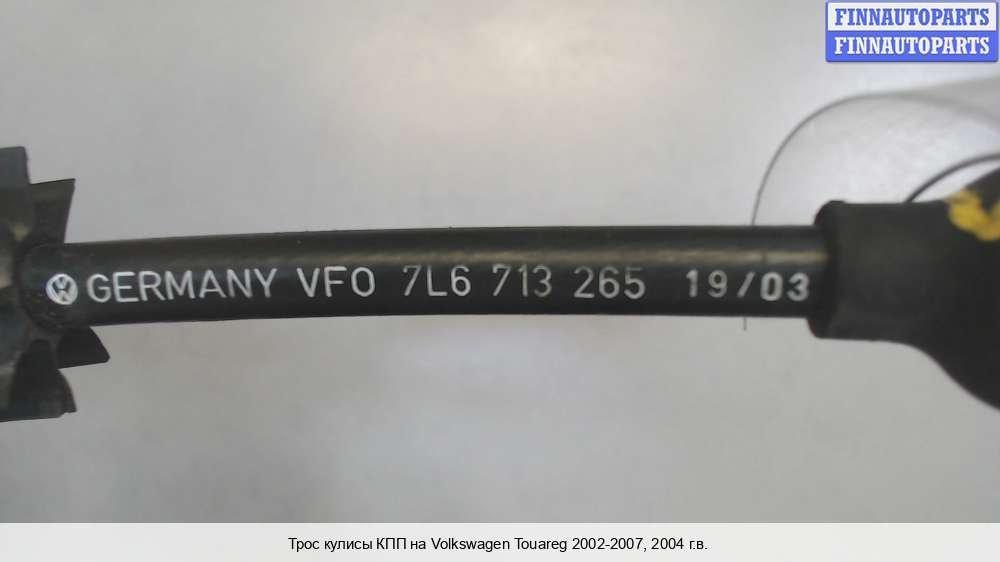 FINNAUTOPARTS
FINNAUTOPARTS
GERMANY VFO 7L6 713 265 19/03
Трос кулисы КПП на Volkswagen Touareg 2002-2007, 2004 г.в.